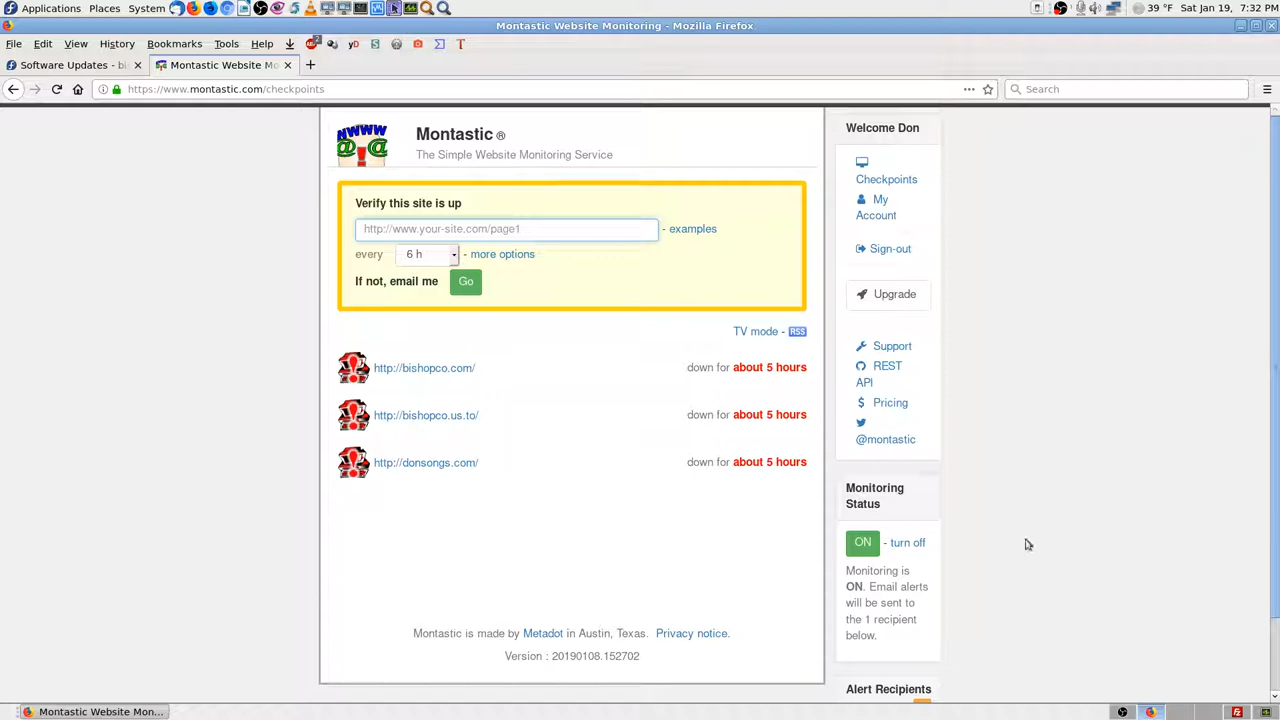 Applications Places System 39 °F Sat Jan 19, 7:32 PM
Montastic Website Monitoring - Mozilla Firefox
File Edit View History Bookmarks Tools Help 2 yD S Σ T
Software Updates - bi × Montastic Website Mo × +
https://www.montastic.com/checkpoints ••• Search
Montastic ®
The Simple Website Monitoring Service
Verify this site is up
http://www.your-site.com/page1 - examples
every 6 h - more options
If not, email me Go
TV mode - RSS
http://bishopco.com/ down for about 5 hours
http://bishopco.us.to/ down for about 5 hours
http://donsongs.com/ down for about 5 hours
Montastic is made by Metadot in Austin, Texas. Privacy notice.
Version : 20190108.152702
Welcome Don
Checkpoints
My
Account
Sign-out
Upgrade
Support
REST
API
$ Pricing
@montastic
Monitoring
Status
ON - turn off
Monitoring is
ON. Email alerts
will be sent to
the 1 recipient
below.
Alert Recipients
Montastic Website Mon...